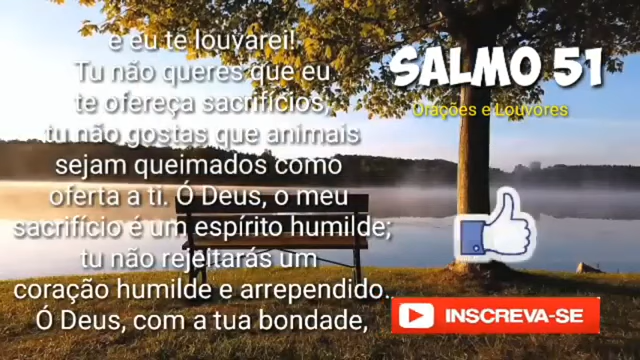 e eu te louvarei!
Tu não queres que eu
te ofereça sacrifícios,
tu não gostas que animais
sejam queimados como
oferta a ti. Ó Deus, o meu
sacrifício é um espírito humilde;
tu não rejeitarás um
coração humilde e arrependido.
Ó Deus, com a tua bondade,
SALMO 51
Orações e Louvores
INSCREVA-SE